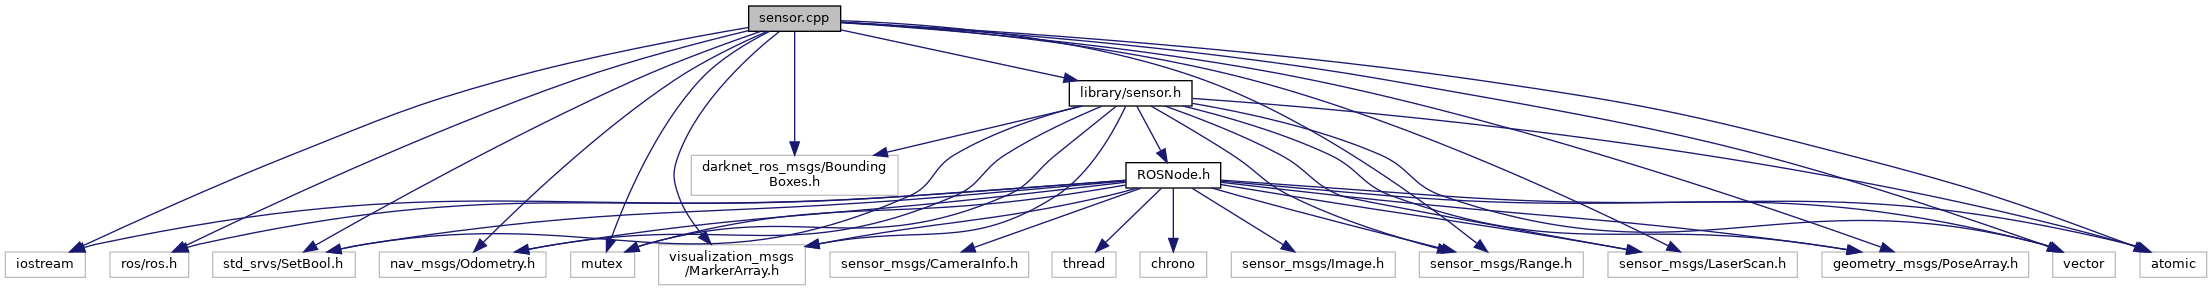 sensor.cpp
library/sensor.h
darknet_ros_msgs/Bounding
Boxes.h
ROSNode.h
iostream
ros/ros.h
std_srvs/SetBool.h
nav_msgs/Odometry.h
mutex
visualization_msgs
/MarkerArray.h
sensor_msgs/CameraInfo.h
thread
chrono
sensor_msgs/Image.h
sensor_msgs/Range.h
sensor_msgs/LaserScan.h
geometry_msgs/PoseArray.h
vector
atomic